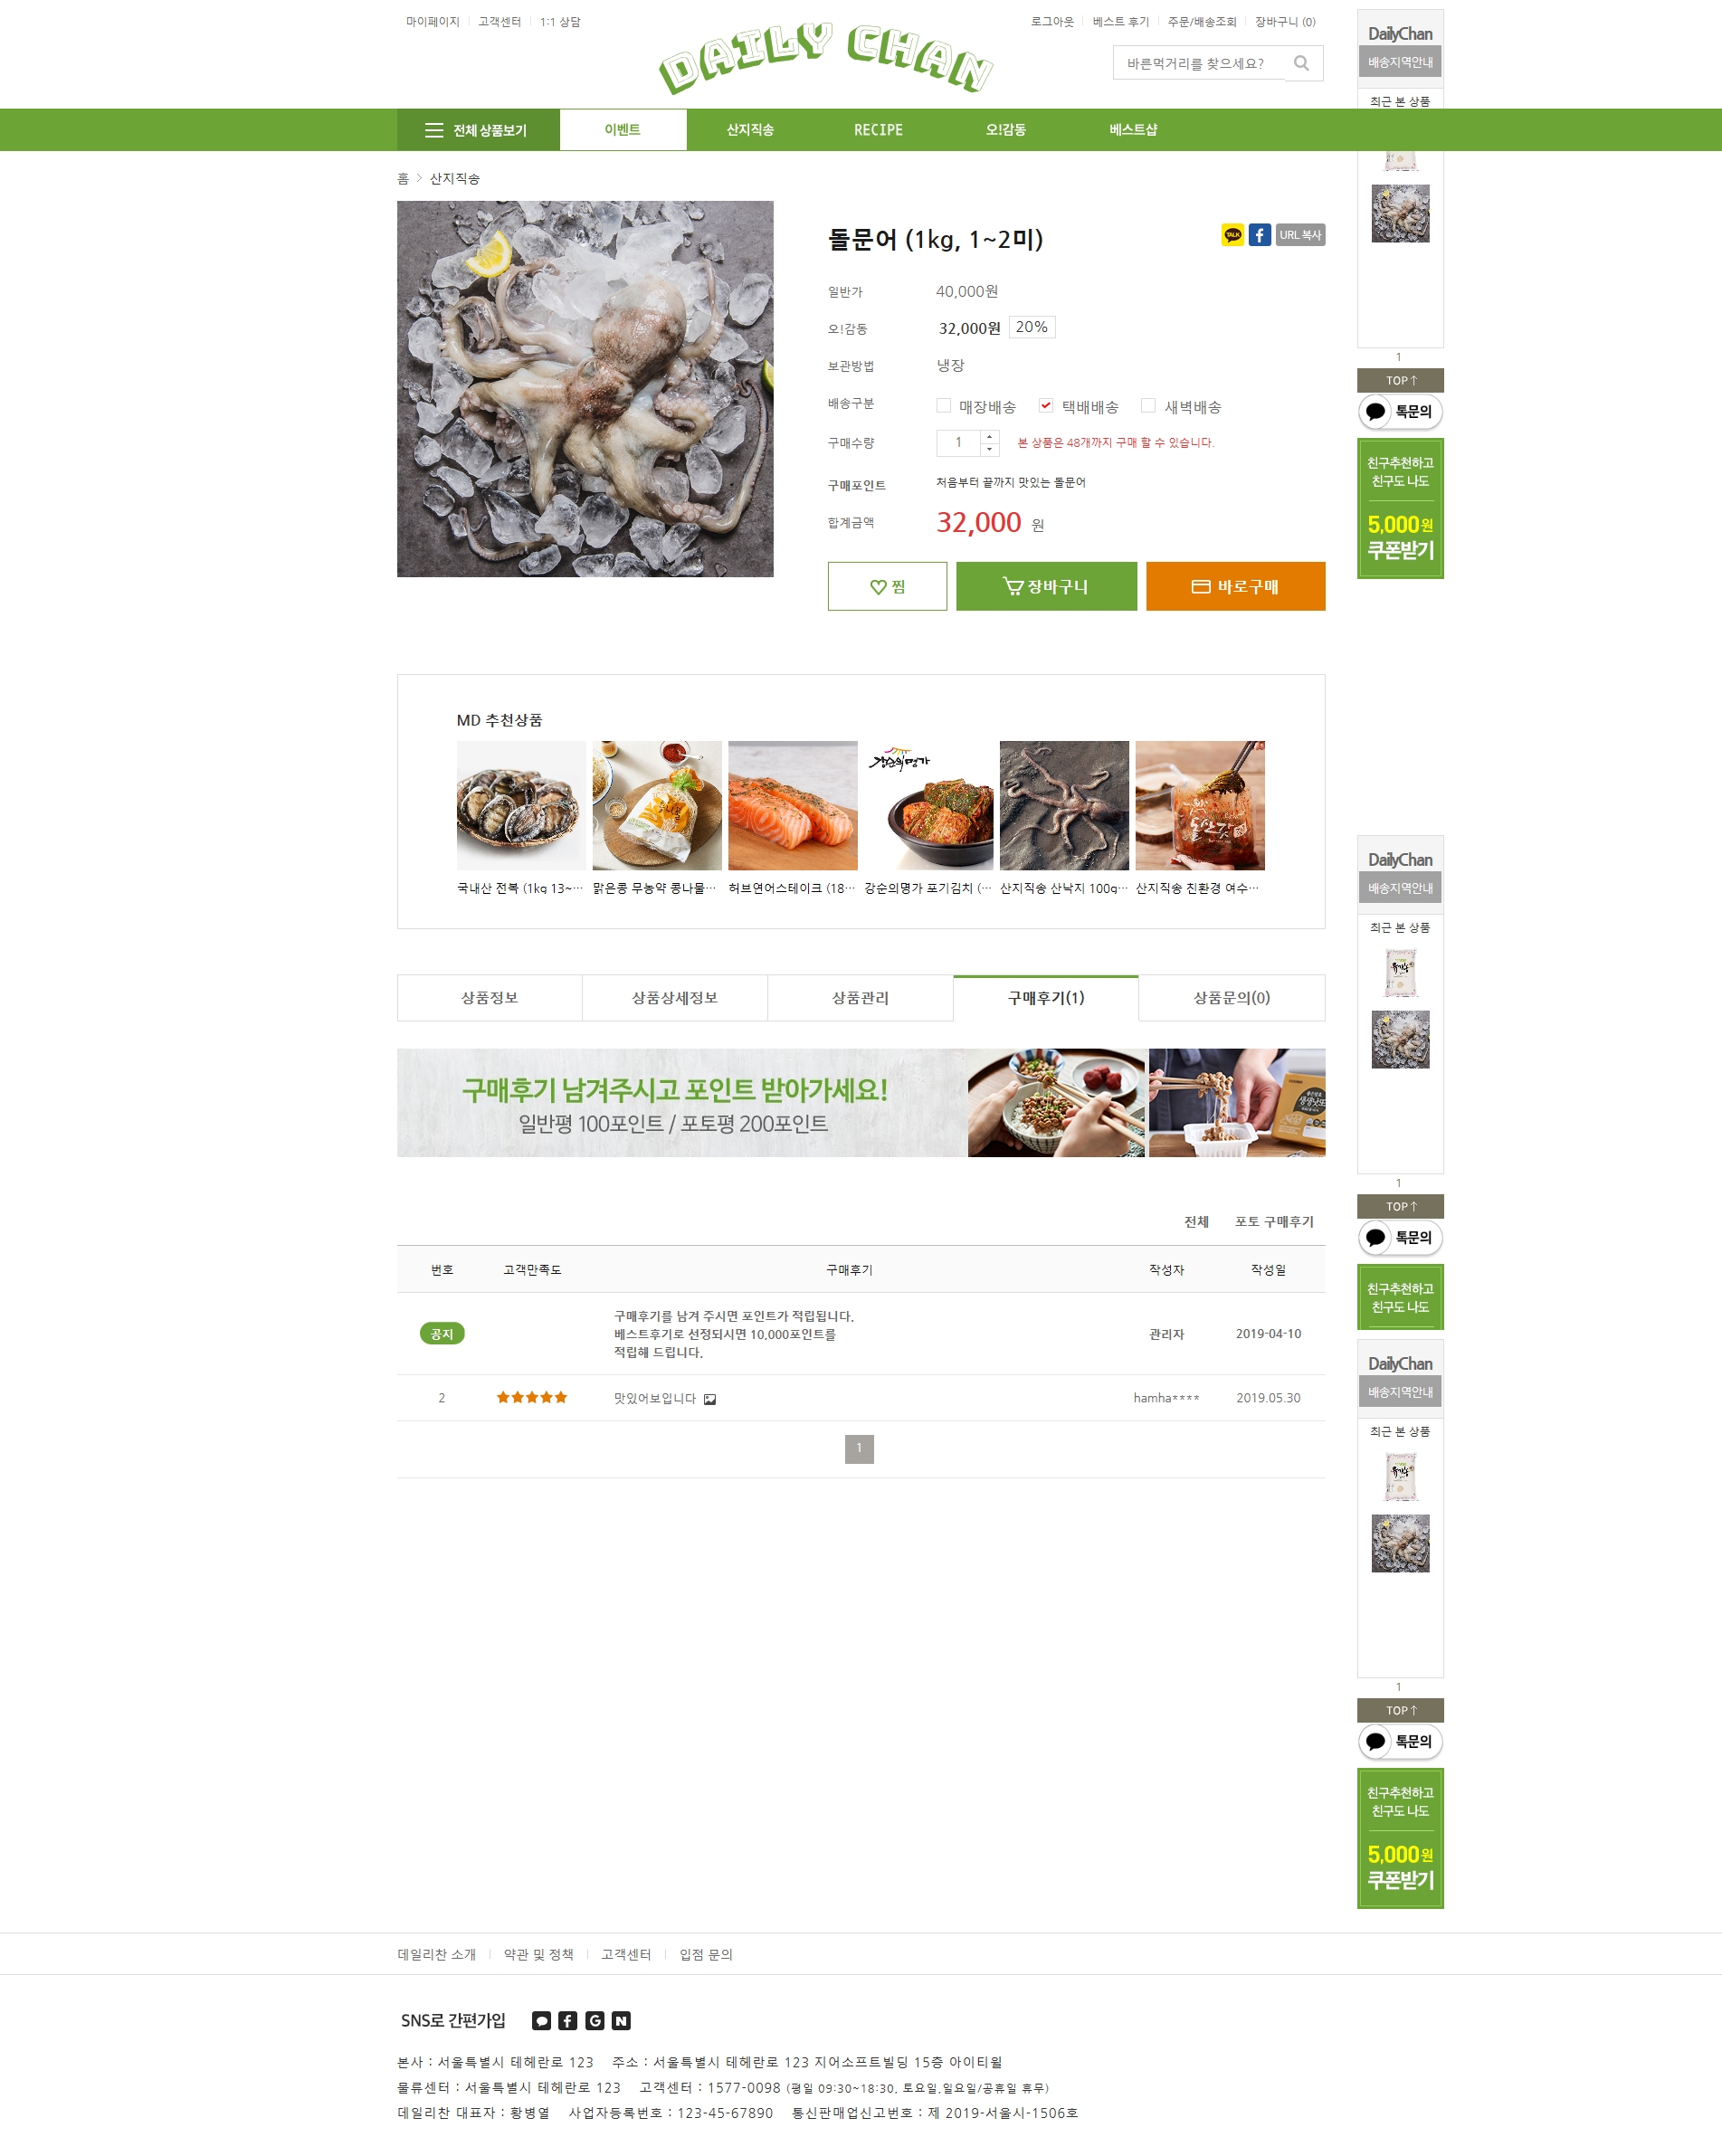 마이페이지 고객센터 1:1 상담
DAILY CHAN
로그아웃 베스트 후기 주문/배송조회 장바구니 (0)
바른먹거리를 찾으세요?
DailyChan
배송지역안내
최근 본 상품
전체 상품보기 이벤트 산지직송 RECIPE 오!감동 베스트샵
홈 > 산지직송
돌문어 (1kg, 1~2미)
TALK f URL 복사
일반가 40,000원
오!감동 32,000원 20%
보관방법 냉장
배송구분 매장배송 택배배송 새벽배송
구매수량 1 본 상품은 48개까지 구매 할 수 있습니다.
구매포인트 처음부터 끝까지 맛있는 돌문어
합계금액 32,000 원
찜 장바구니 바로구매
1
TOP↑
톡문의
친구추천하고
친구도 나도
5,000원
쿠폰받기
MD 추천상품
강순의명가
돌산갓
국내산 전복 (1kg 13~…
맑은콩 무농약 콩나물…
허브연어스테이크 (18…
강순의명가 포기김치 (…
산지직송 산낙지 100g…
산지직송 친환경 여수…
DailyChan
배송지역안내
최근 본 상품
1
TOP↑
톡문의
친구추천하고
친구도 나도
상품정보 상품상세정보 상품관리 구매후기(1) 상품문의(0)
구매후기 남겨주시고 포인트 받아가세요!
일반평 100포인트 / 포토평 200포인트
생생낫또
전체 포토 구매후기
번호 고객만족도 구매후기 작성자 작성일
공지
구매후기를 남겨 주시면 포인트가 적립됩니다.
베스트후기로 선정되시면 10,000포인트를
적립해 드립니다.
관리자 2019-04-10
2 ★★★★★ 맛있어보입니다 hamha**** 2019.05.30
1
DailyChan
배송지역안내
최근 본 상품
1
TOP↑
톡문의
친구추천하고
친구도 나도
5,000원
쿠폰받기
데일리찬 소개 약관 및 정책 고객센터 입점 문의
SNS로 간편가입 f G N
본사 : 서울특별시 테헤란로 123 주소 : 서울특별시 테헤란로 123 지어소프트빌딩 15층 아이티윌
물류센터 : 서울특별시 테헤란로 123 고객센터 : 1577-0098 (평일 09:30~18:30, 토요일,일요일/공휴일 휴무)
데일리찬 대표자 : 황병열 사업자등록번호 : 123-45-67890 통신판매업신고번호 : 제 2019-서울시-1506호